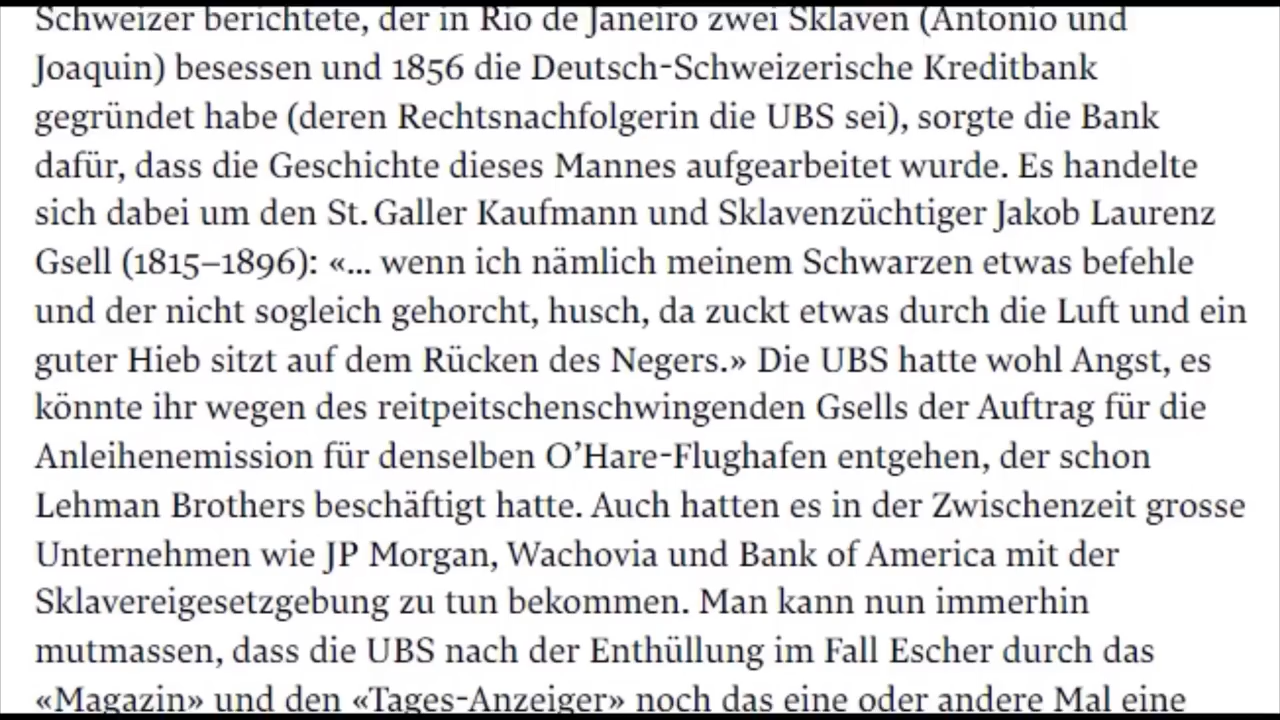 Schweizer berichtete, der in Rio de Janeiro zwei Sklaven (Antonio und
Joaquin) besessen und 1856 die Deutsch-Schweizerische Kreditbank
gegründet habe (deren Rechtsnachfolgerin die UBS sei), sorgte die Bank
dafür, dass die Geschichte dieses Mannes aufgearbeitet wurde. Es handelte
sich dabei um den St. Galler Kaufmann und Sklavenzüchtiger Jakob Laurenz
Gsell (1815–1896): «... wenn ich nämlich meinem Schwarzen etwas befehle
und der nicht sogleich gehorcht, husch, da zuckt etwas durch die Luft und ein
guter Hieb sitzt auf dem Rücken des Negers.» Die UBS hatte wohl Angst, es
könnte ihr wegen des reitpeitschenschwingenden Gsells der Auftrag für die
Anleihenemission für denselben O’Hare-Flughafen entgehen, der schon
Lehman Brothers beschäftigt hatte. Auch hatten es in der Zwischenzeit grosse
Unternehmen wie JP Morgan, Wachovia und Bank of America mit der
Sklavereigesetzgebung zu tun bekommen. Man kann nun immerhin
mutmassen, dass die UBS nach der Enthüllung im Fall Escher durch das
«Magazin» und den «Tages-Anzeiger» noch das eine oder andere Mal eine